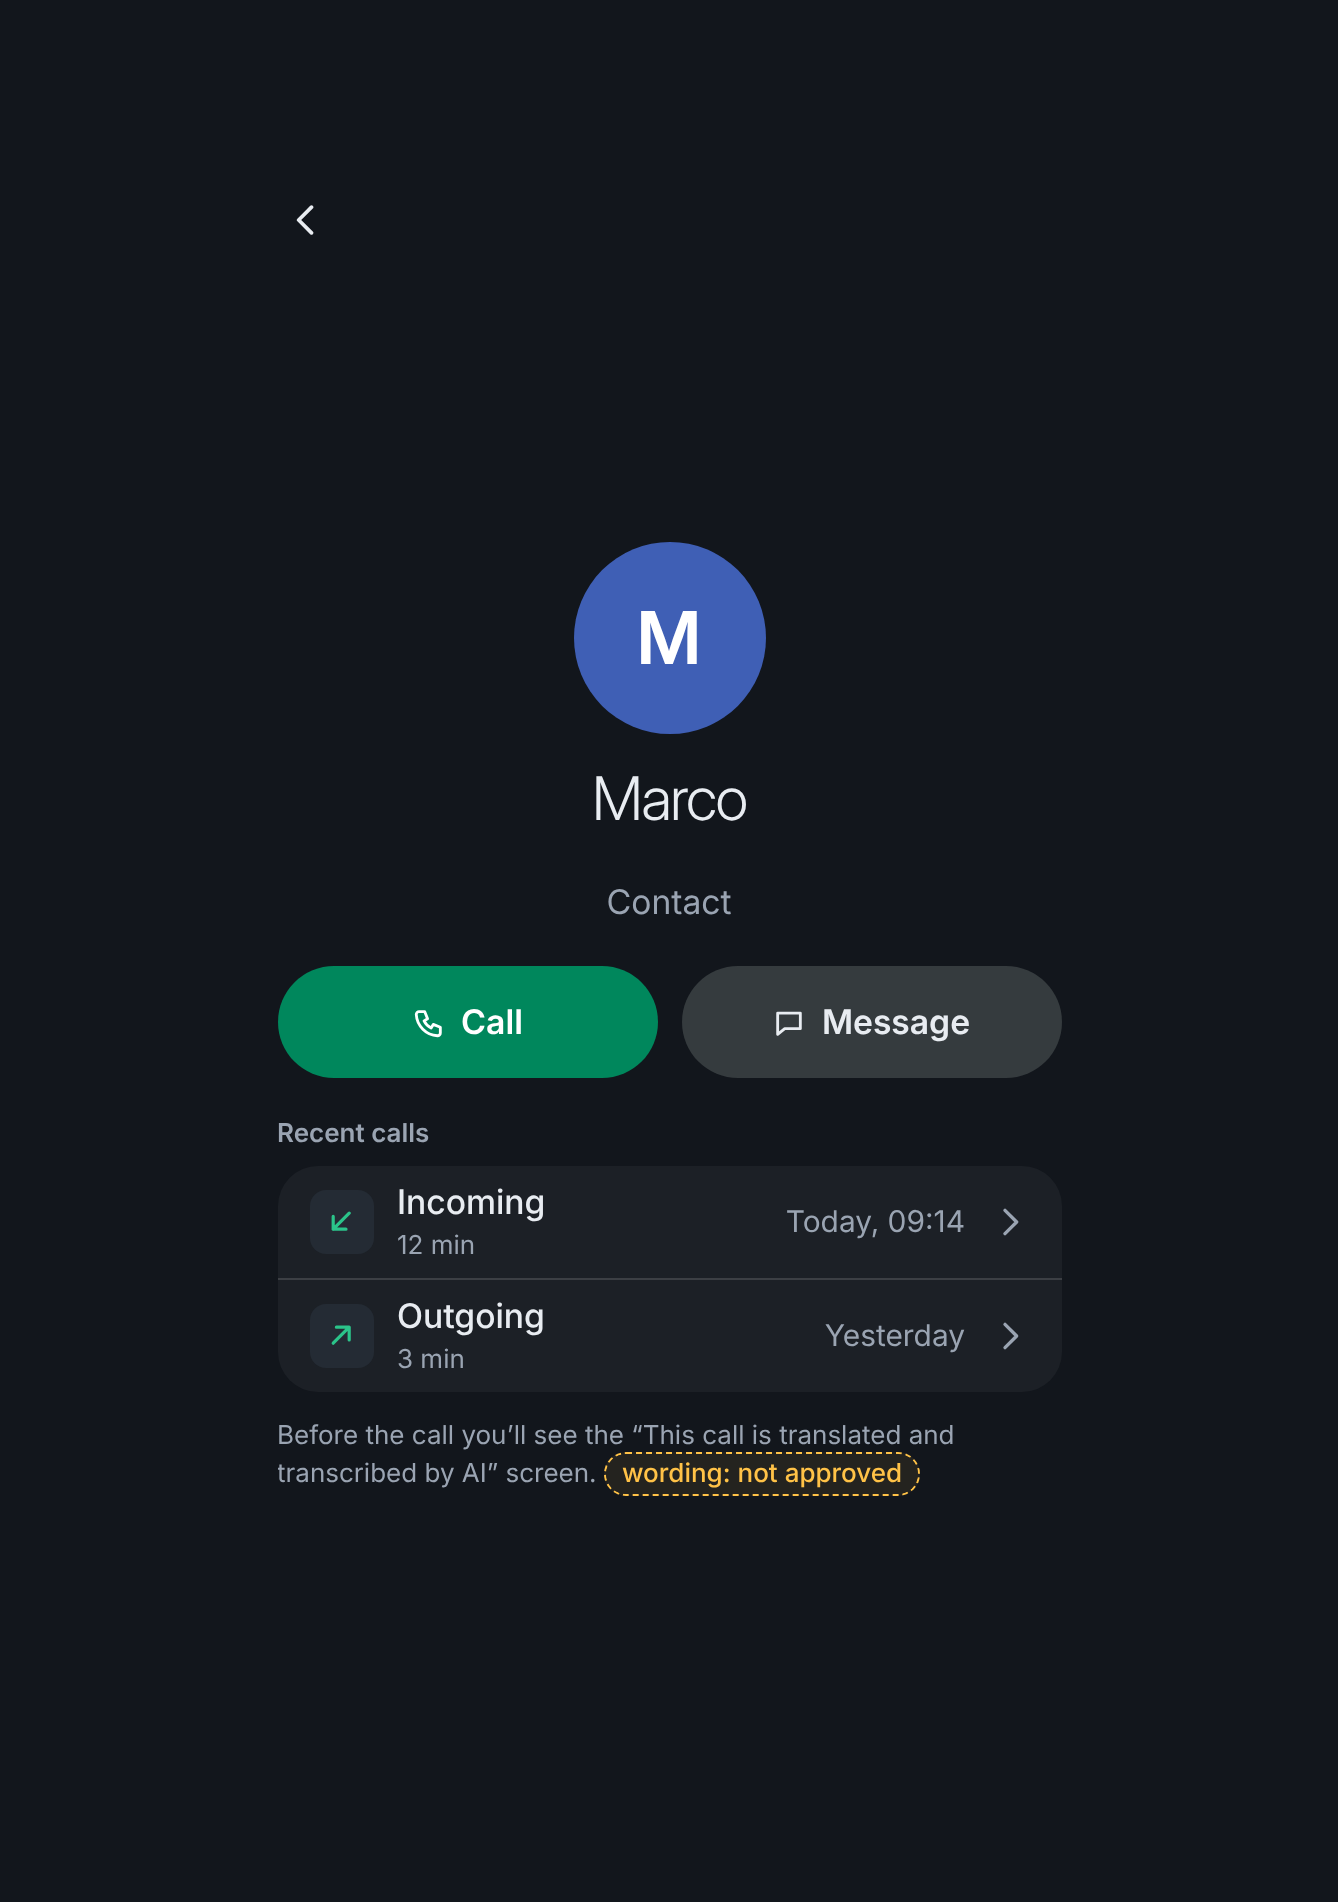 M
Marco
Contact
Call
Message
Recent calls
Incoming
12 min
Today, 09:14
Outgoing
3 min
Yesterday
Before the call you’ll see the “This call is translated and
transcribed by AI” screen. wording: not approved